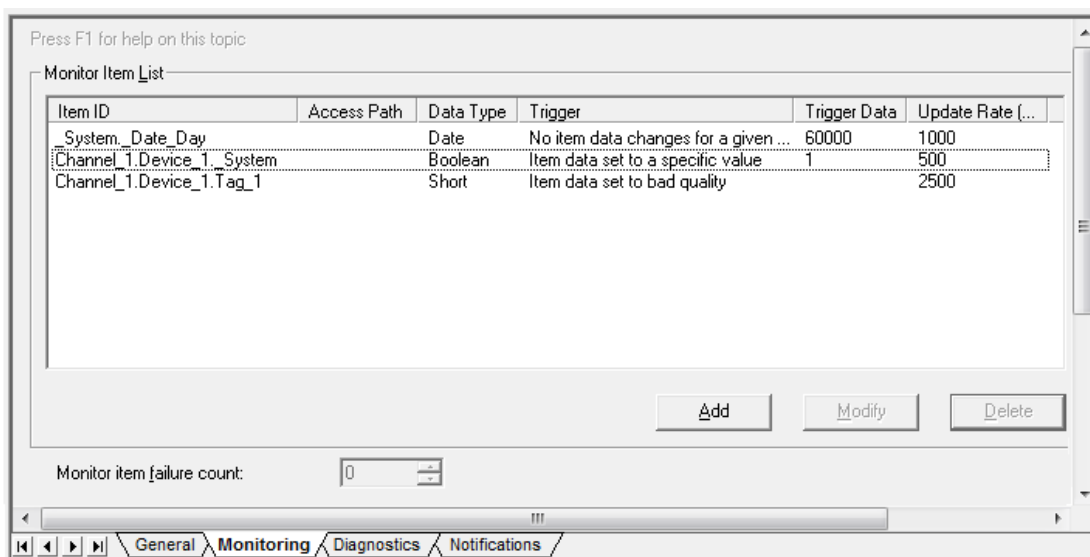 Press F1 for help on this topic
Monitor Item List
Item ID Access Path Data Type Trigger Trigger Data Update Rate (...
_System._Date_Day Date No item data changes for a given ... 60000 1000
Channel_1.Device_1._System Boolean Item data set to a specific value 1 500
Channel_1.Device_1.Tag_1 Short Item data set to bad quality 2500
Add Modify Delete
Monitor item failure count: 0
General Monitoring Diagnostics Notifications